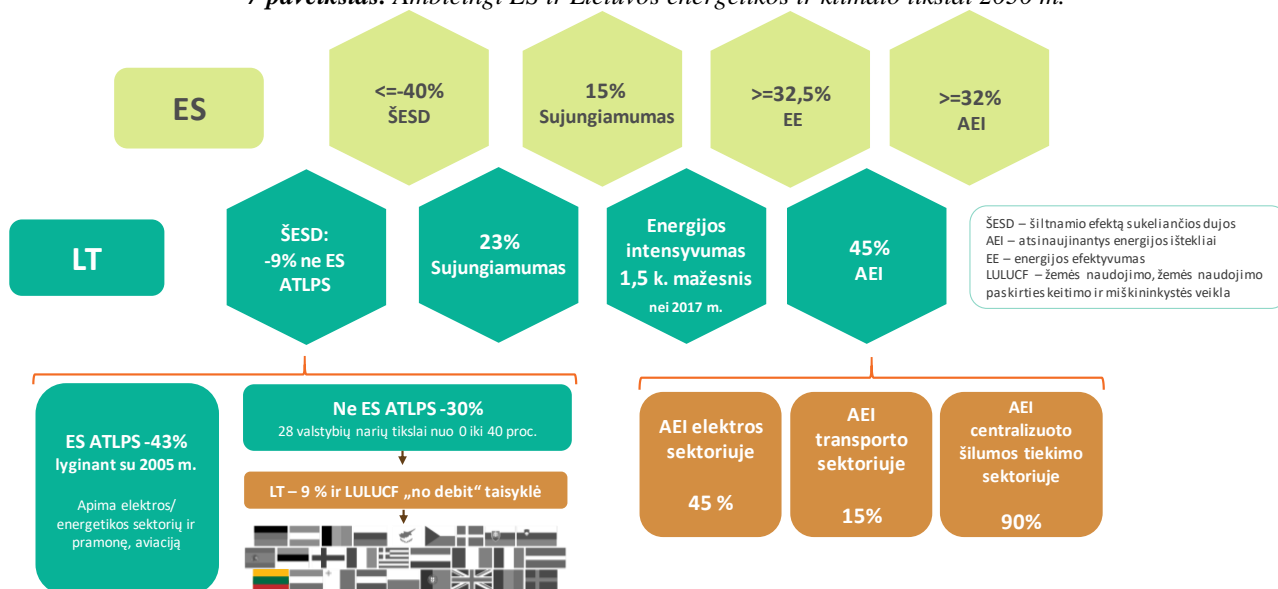 7 paveikslas. Ambicingi ES ir Lietuvos energetikos ir klimato tikslai 2030 m.
ES
<=-40%
ŠESD
15%
Sujungiamumas
>=32,5%
EE
>=32%
AEI
LT
ŠESD:
-9% ne ES
ATLPS
23%
Sujungiamumas
Energijos
intensyvumas
1,5 k. mažesnis
nei 2017 m.
45%
AEI
ŠESD – šiltnamio efektą sukeliančios dujos
AEI – atsinaujinantys energijos ištekliai
EE – energijos efektyvumas
LULUCF – žemės naudojimo, žemės naudojimo
paskirties keitimo ir miškininkystės veikla
ES ATLPS -43%
lyginant su 2005 m.
Apima elektros/
energetikos sektorių ir
pramonę, aviaciją
Ne ES ATLPS -30%
28 valstybių narių tikslai nuo 0 iki 40 proc.
LT – 9 % ir LULUCF „no debit“ taisyklė
AEI elektros
sektoriuje
45 %
AEI
transporto
sektoriuje
15%
AEI
centralizuoto
šilumos tiekimo
sektoriuje
90%